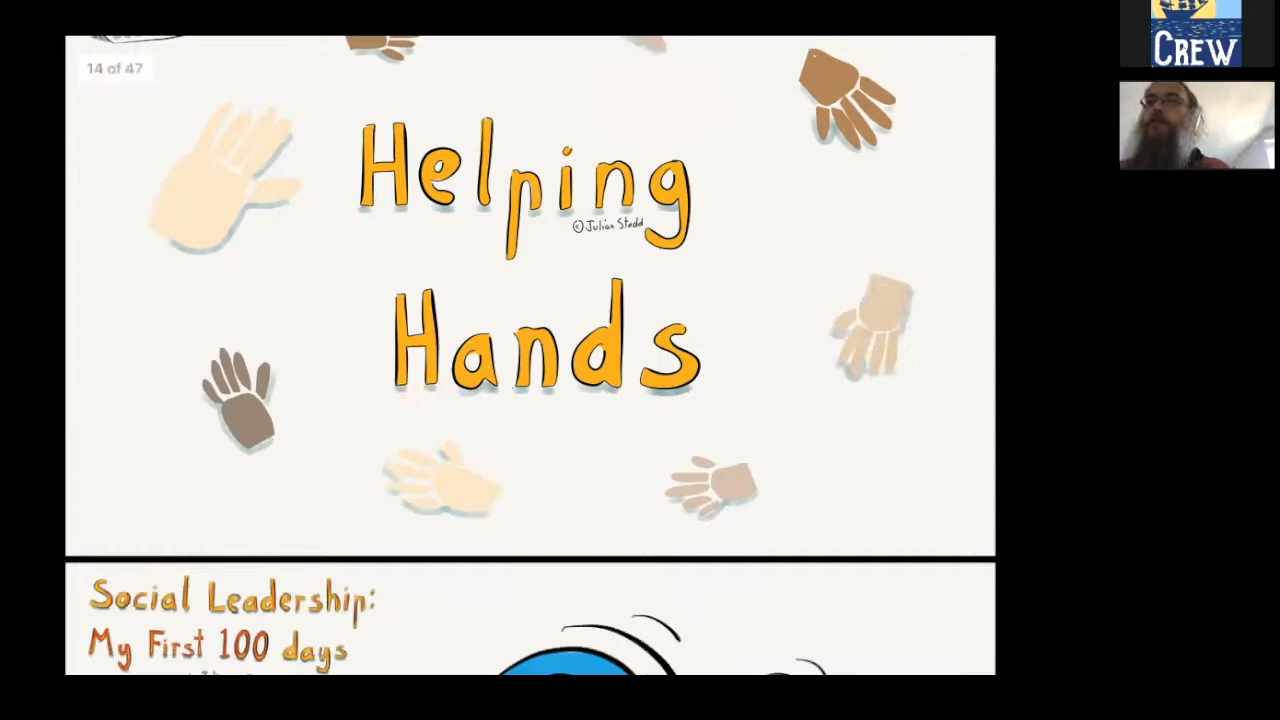 14 of 47
Helping
© Julian Stodd
Hands
Social Leadership:
My First 100 days
CREW